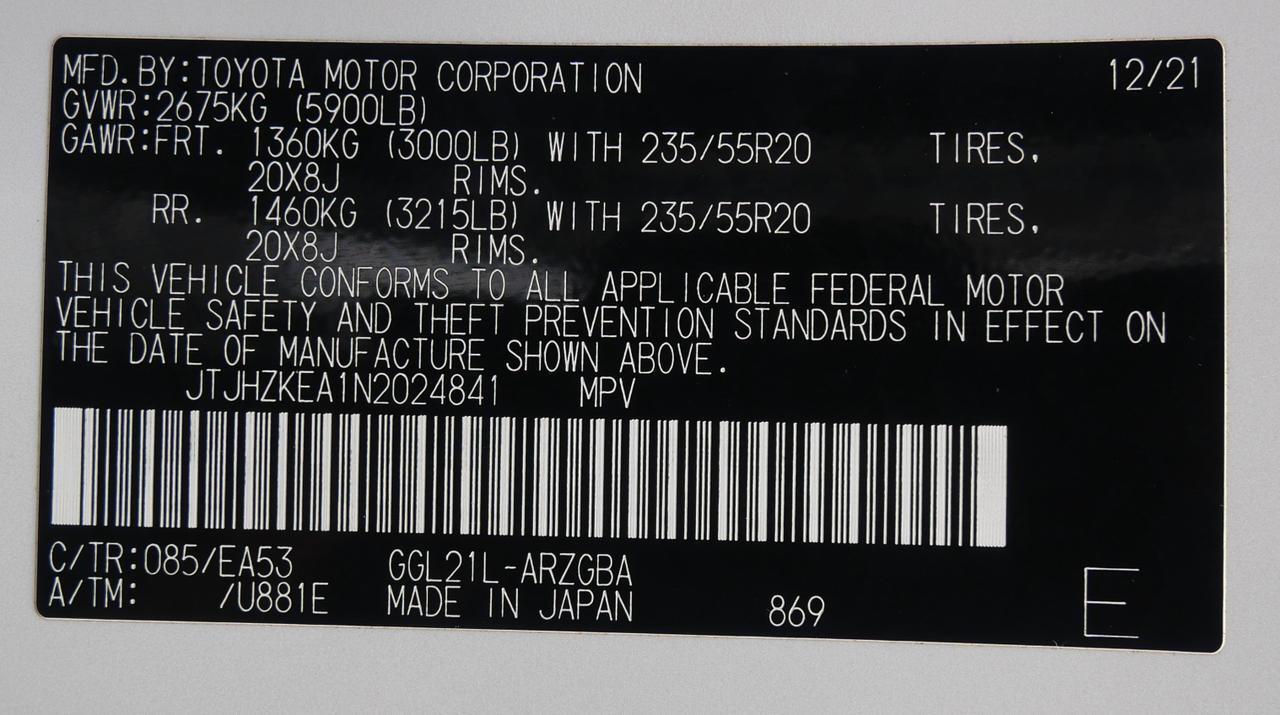 MFD.BY:TOYOTA MOTOR CORPORATION 12/21
GVWR:2675KG (5900LB)
GAWR:FRT. 1360KG (3000LB) WITH 235/55R20 TIRES.
20X8J RIMS.
RR. 1460KG (3215LB) WITH 235/55R20 TIRES.
20X8J RIMS.
THIS VEHICLE CONFORMS TO ALL APPLICABLE FEDERAL MOTOR
VEHICLE SAFETY AND THEFT PREVENTION STANDARDS IN EFFECT ON
THE DATE OF MANUFACTURE SHOWN ABOVE.
JTJHZKEA1N2024841 MPV
C/TR:085/EA53 GGL21L-ARZGBA
A/TM: /U881E MADE IN JAPAN 869 E